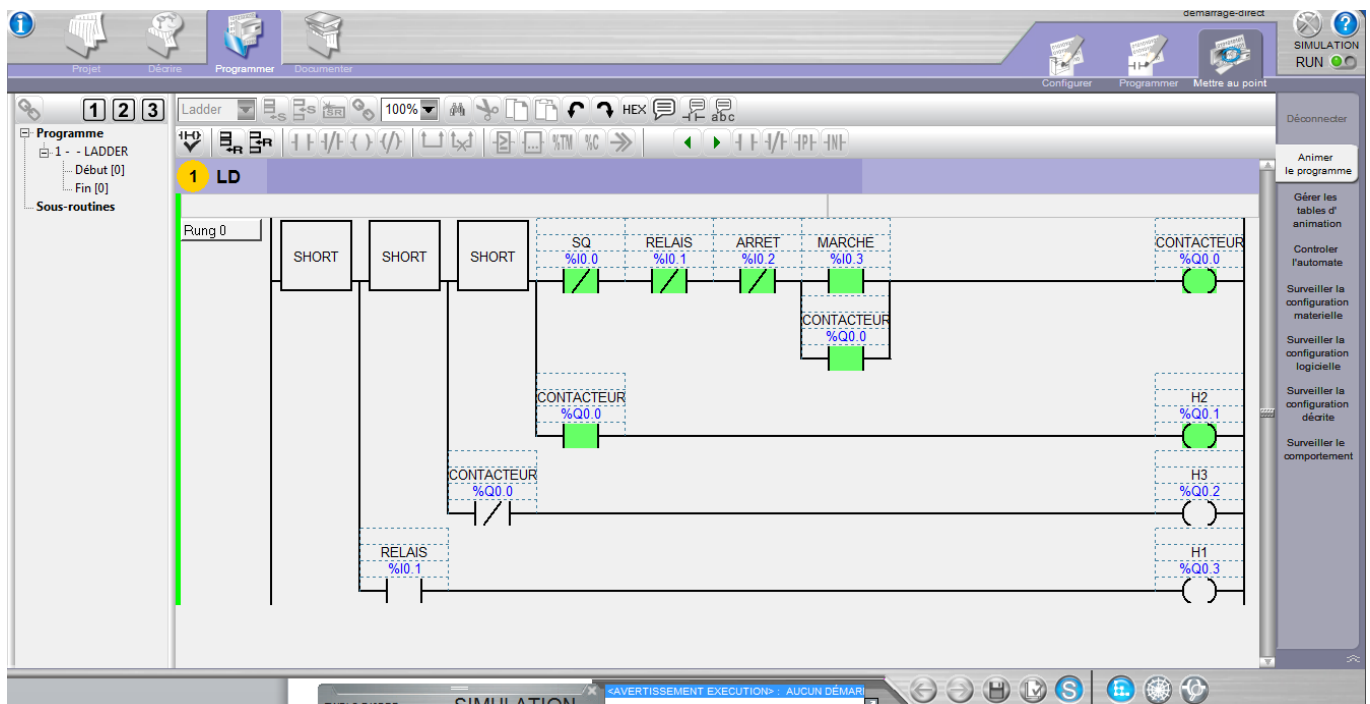 demarrage-direct
SIMULATION
RUN
Projet
Décrire
Programmer
Documenter
Configurer
Programmer
Mettre au point
1 2 3
Ladder
100%
HEX
abc
Programme
1 - - LADDER
Début [0]
Fin [0]
Sous-routines
%TM %C
1 LD
Rung 0
SHORT
SHORT
SHORT
SQ
%I0.0
RELAIS
%I0.1
ARRET
%I0.2
MARCHE
%I0.3
CONTACTEUR
%Q0.0
CONTACTEUR
%Q0.0
CONTACTEUR
%Q0.0
H2
%Q0.1
CONTACTEUR
%Q0.0
H3
%Q0.2
RELAIS
%I0.1
H1
%Q0.3
Déconnecter
Animer
le programme
Gérer les
tables d'
animation
Controler
l'automate
Surveiller la
configuration
materielle
Surveiller la
configuration
logicielle
Surveiller la
configuration
décrite
Surveiller le
comportement
SIMULATION
<AVERTISSEMENT EXECUTION> : AUCUN DÉMAR